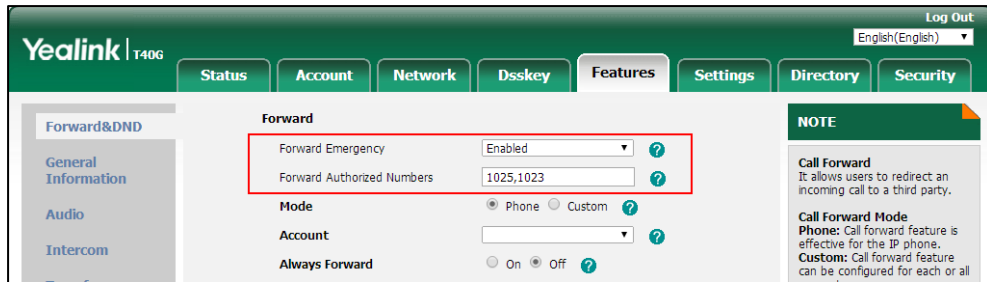 Log Out
Yealink T40G
English(English)
Status Account Network Dsskey Features Settings Directory Security
Forward&DND
General
Information
Audio
Intercom
Forward
Forward Emergency Enabled
Forward Authorized Numbers 1025,1023
Mode Phone Custom
Account
Always Forward On Off
NOTE
Call Forward
It allows users to redirect an
incoming call to a third party.
Call Forward Mode
Phone: Call forward feature is
effective for the IP phone.
Custom: Call forward feature
can be configured for each or all